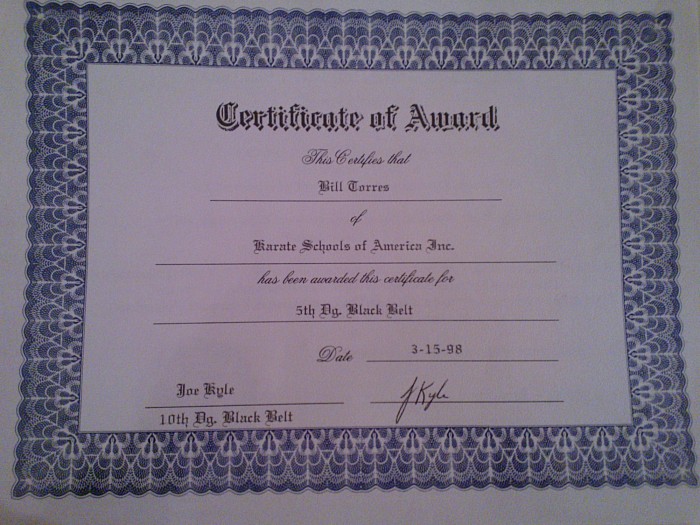 Certificate of Award
This Certifies that
Bill Torres
of
Karate Schools of America Inc.
has been awarded this certificate for
5th Dg. Black Belt
Date 3-15-98
Joe Kyle J Kyle
10th Dg. Black Belt